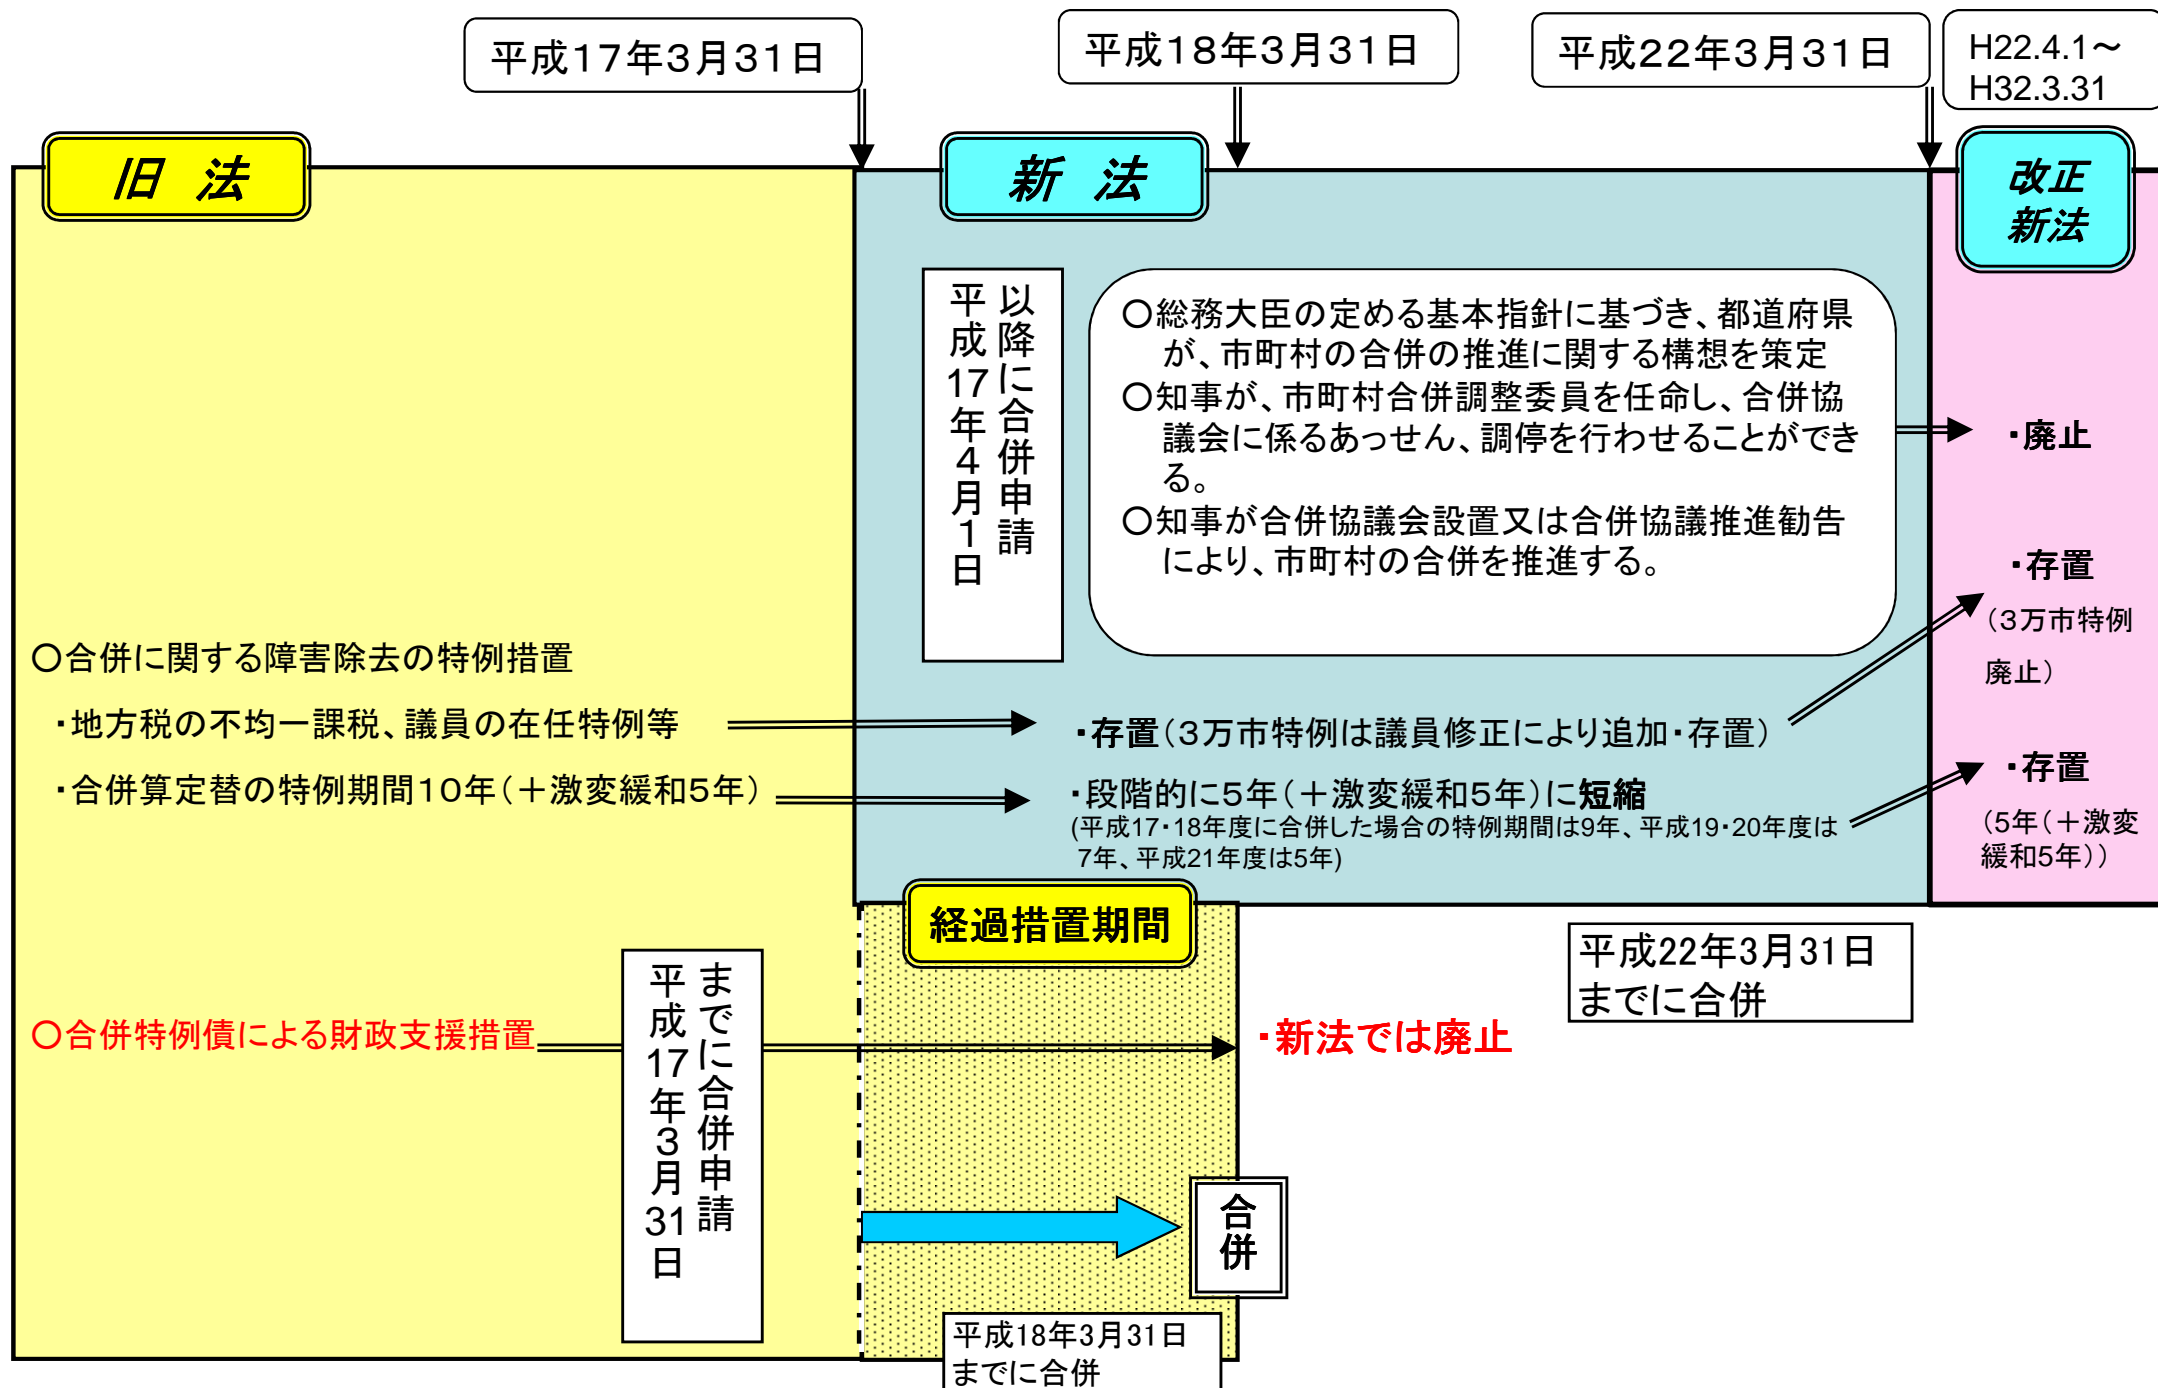 平成17年3月31日
平成18年3月31日
平成22年3月31日
H22.4.1～
H32.3.31
旧 法
新 法
改正
新法
平成17年4月1日
以降に合併申請
○総務大臣の定める基本指針に基づき、都道府県
が、市町村の合併の推進に関する構想を策定
○知事が、市町村合併調整委員を任命し、合併協
議会に係るあっせん、調停を行わせることができ
る。
○知事が合併協議会設置又は合併協議推進勧告
により、市町村の合併を推進する。
・廃止
・存置
（3万市特例
廃止）
○合併に関する障害除去の特例措置
・地方税の不均一課税、議員の在任特例等
・存置（3万市特例は議員修正により追加・存置）
・合併算定替の特例期間10年（＋激変緩和5年）
・段階的に5年（＋激変緩和5年）に短縮
(平成17・18年度に合併した場合の特例期間は9年、平成19・20年度は
7年、平成21年度は5年)
・存置
（5年（＋激変
緩和5年））
経過措置期間
平成22年3月31日
までに合併
平成17年3月31日
までに合併申請
○合併特例債による財政支援措置
・新法では廃止
合併
平成18年3月31日
までに合併